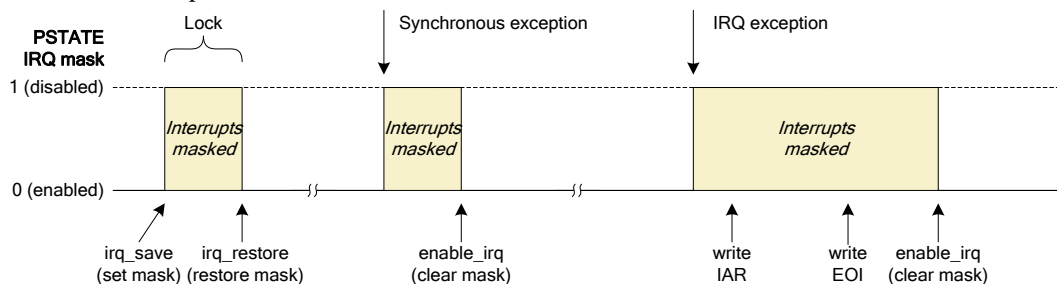 Lock
Synchronous exception
IRQ exception
PSTATE
IRQ mask
1 (disabled)
Interrupts
masked
Interrupts
masked
Interrupts
masked
0 (enabled)
irq_save
(set mask)
irq_restore
(restore mask)
enable_irq
(clear mask)
write
IAR
write
EOI
enable_irq
(clear mask)